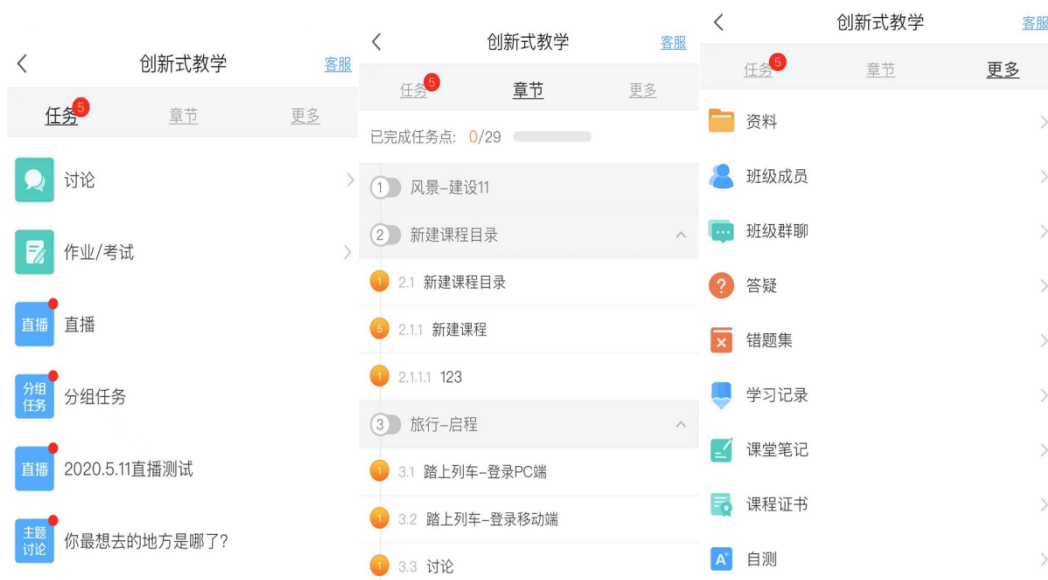 创新式教学
客服
任务 5
章节
更多
讨论
作业/考试
直播 直播
分组任务 分组任务
直播 2020.5.11直播测试
主题讨论 你最想去的地方是哪了?
创新式教学
客服
任务 5
章节
更多
已完成任务点: 0/29
1 风景-建设11
2 新建课程目录
1 2.1 新建课程目录
5 2.1.1 新建课程
1 2.1.1.1 123
3 旅行-启程
1 3.1 踏上列车-登录PC端
1 3.2 踏上列车-登录移动端
1 3.3 讨论
创新式教学
客服
任务 5
章节
更多
资料
班级成员
班级群聊
? 答疑
错题集
学习记录
课堂笔记
课程证书
A+ 自测